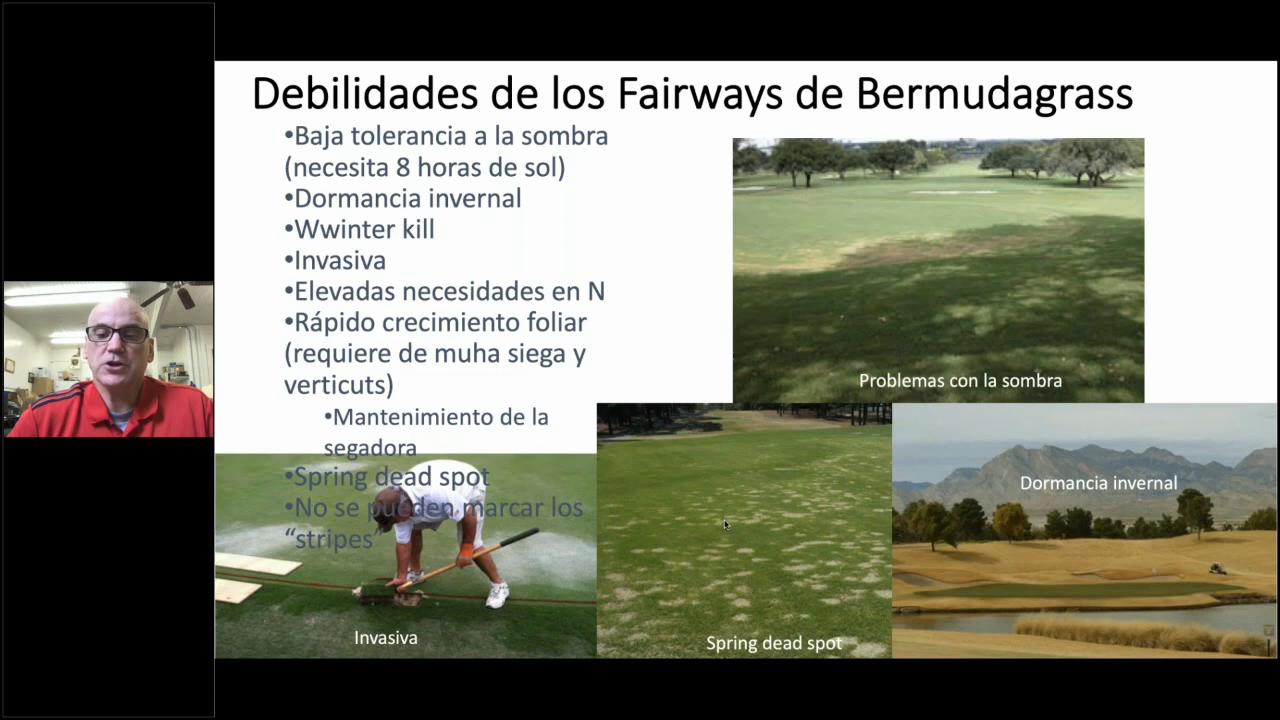 Debilidades de los Fairways de Bermudagrass
•Baja tolerancia a la sombra
(necesita 8 horas de sol)
•Dormancia invernal
•Wwinter kill
•Invasiva
•Elevadas necesidades en N
•Rápido crecimiento foliar
(requiere de muha siega y
verticuts)
•Mantenimiento de la
segadora
•Spring dead spot
•No se pueden marcar los
“stripes”
Problemas con la sombra
Invasiva
Spring dead spot
Dormancia invernal